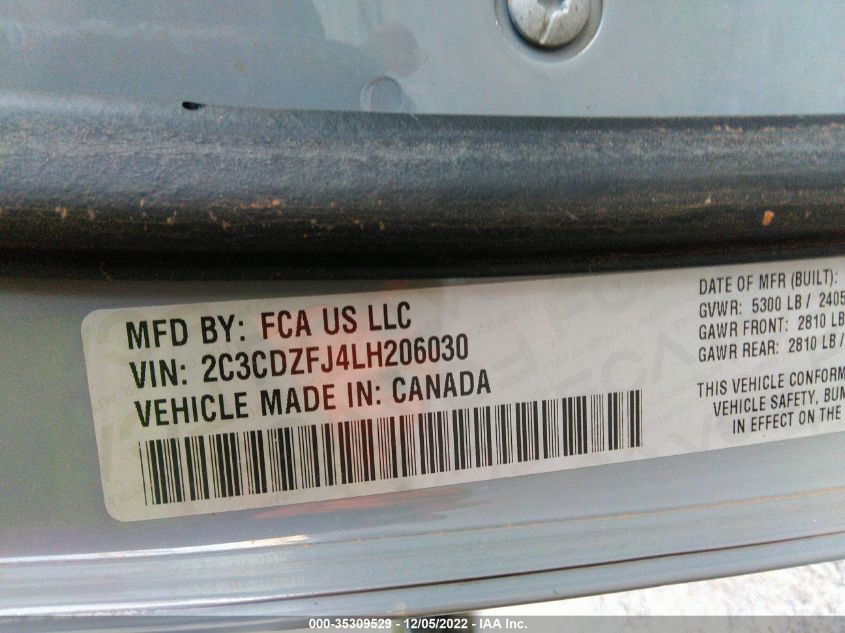 MFD BY: FCA US LLC
VIN: 2C3CDZFJ4LH206030
VEHICLE MADE IN: CANADA
DATE OF MFR (BUILT):
GVWR: 5300 LB / 2405
GAWR FRONT: 2810 LB
GAWR REAR: 2810 LB /
THIS VEHICLE CONFORM
VEHICLE SAFETY, BUM
IN EFFECT ON THE
000-35309529 - 12/05/2022 - IAA Inc.